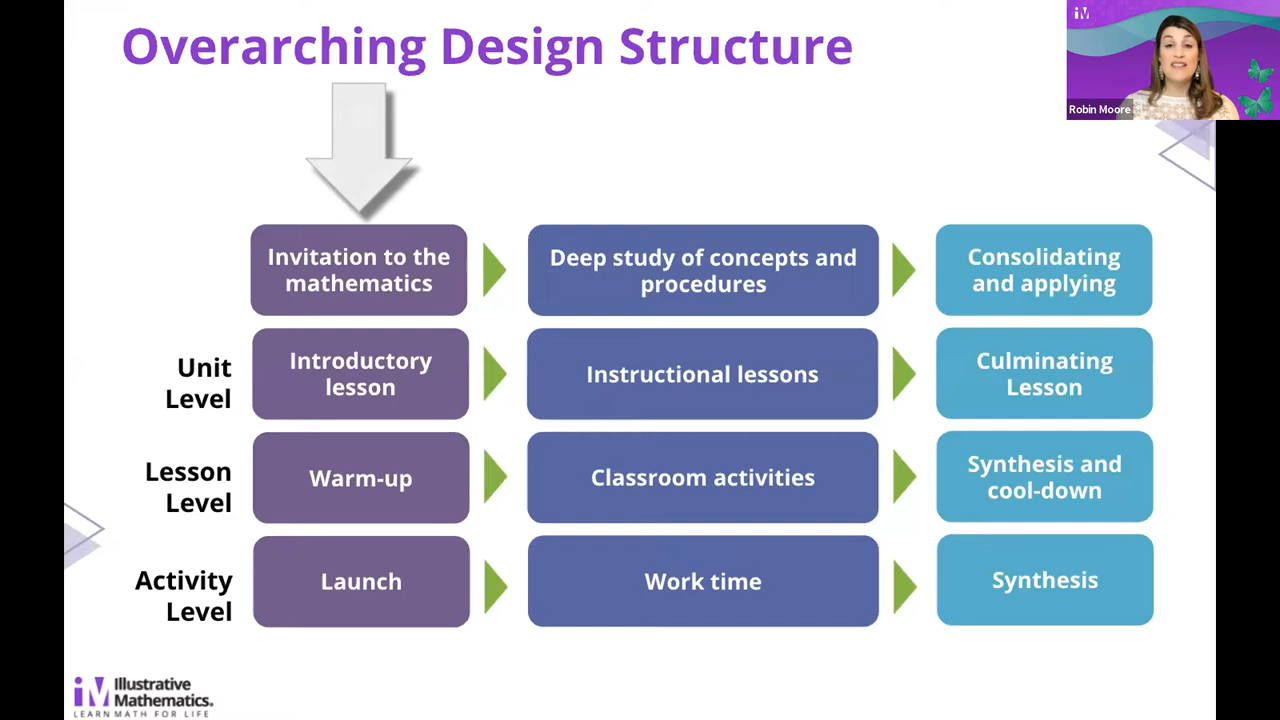 Overarching Design Structure
iM
Robin Moore
Invitation to the
mathematics
Deep study of concepts and
procedures
Consolidating
and applying
Unit
Level
Introductory
lesson
Instructional lessons
Culminating
Lesson
Lesson
Level
Warm-up
Classroom activities
Synthesis and
cool-down
Activity
Level
Launch
Work time
Synthesis
iM
Illustrative
Mathematics.
LEARN MATH FOR LIFE